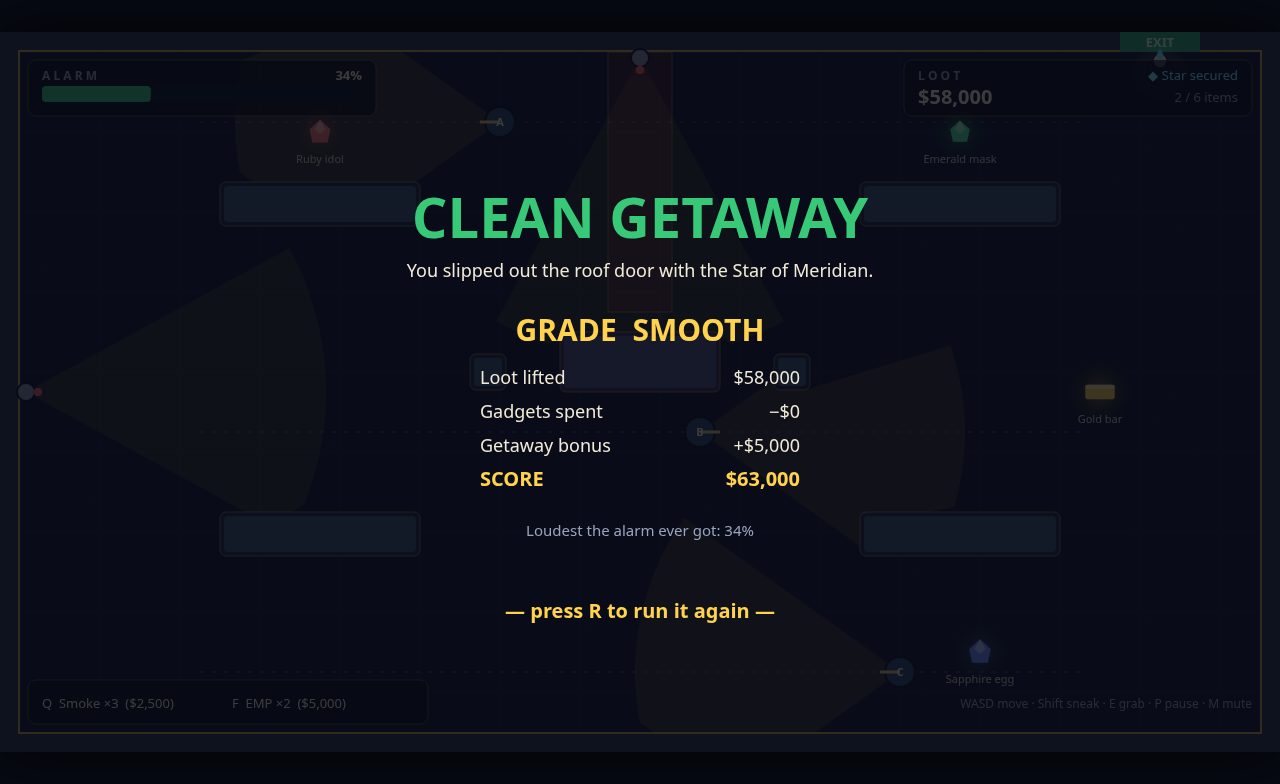 EXIT
ALARM 34%
LOOT ◆ Star secured
$58,000 2 / 6 items
A
Ruby idol
Emerald mask
CLEAN GETAWAY
You slipped out the roof door with the Star of Meridian.
GRADE SMOOTH
Loot lifted $58,000
Gadgets spent −$0
Gold bar
B
Getaway bonus +$5,000
SCORE $63,000
Loudest the alarm ever got: 34%
— press R to run it again —
C
Sapphire egg
Q Smoke ×3 ($2,500) F EMP ×2 ($5,000)
WASD move · Shift sneak · E grab · P pause · M mute